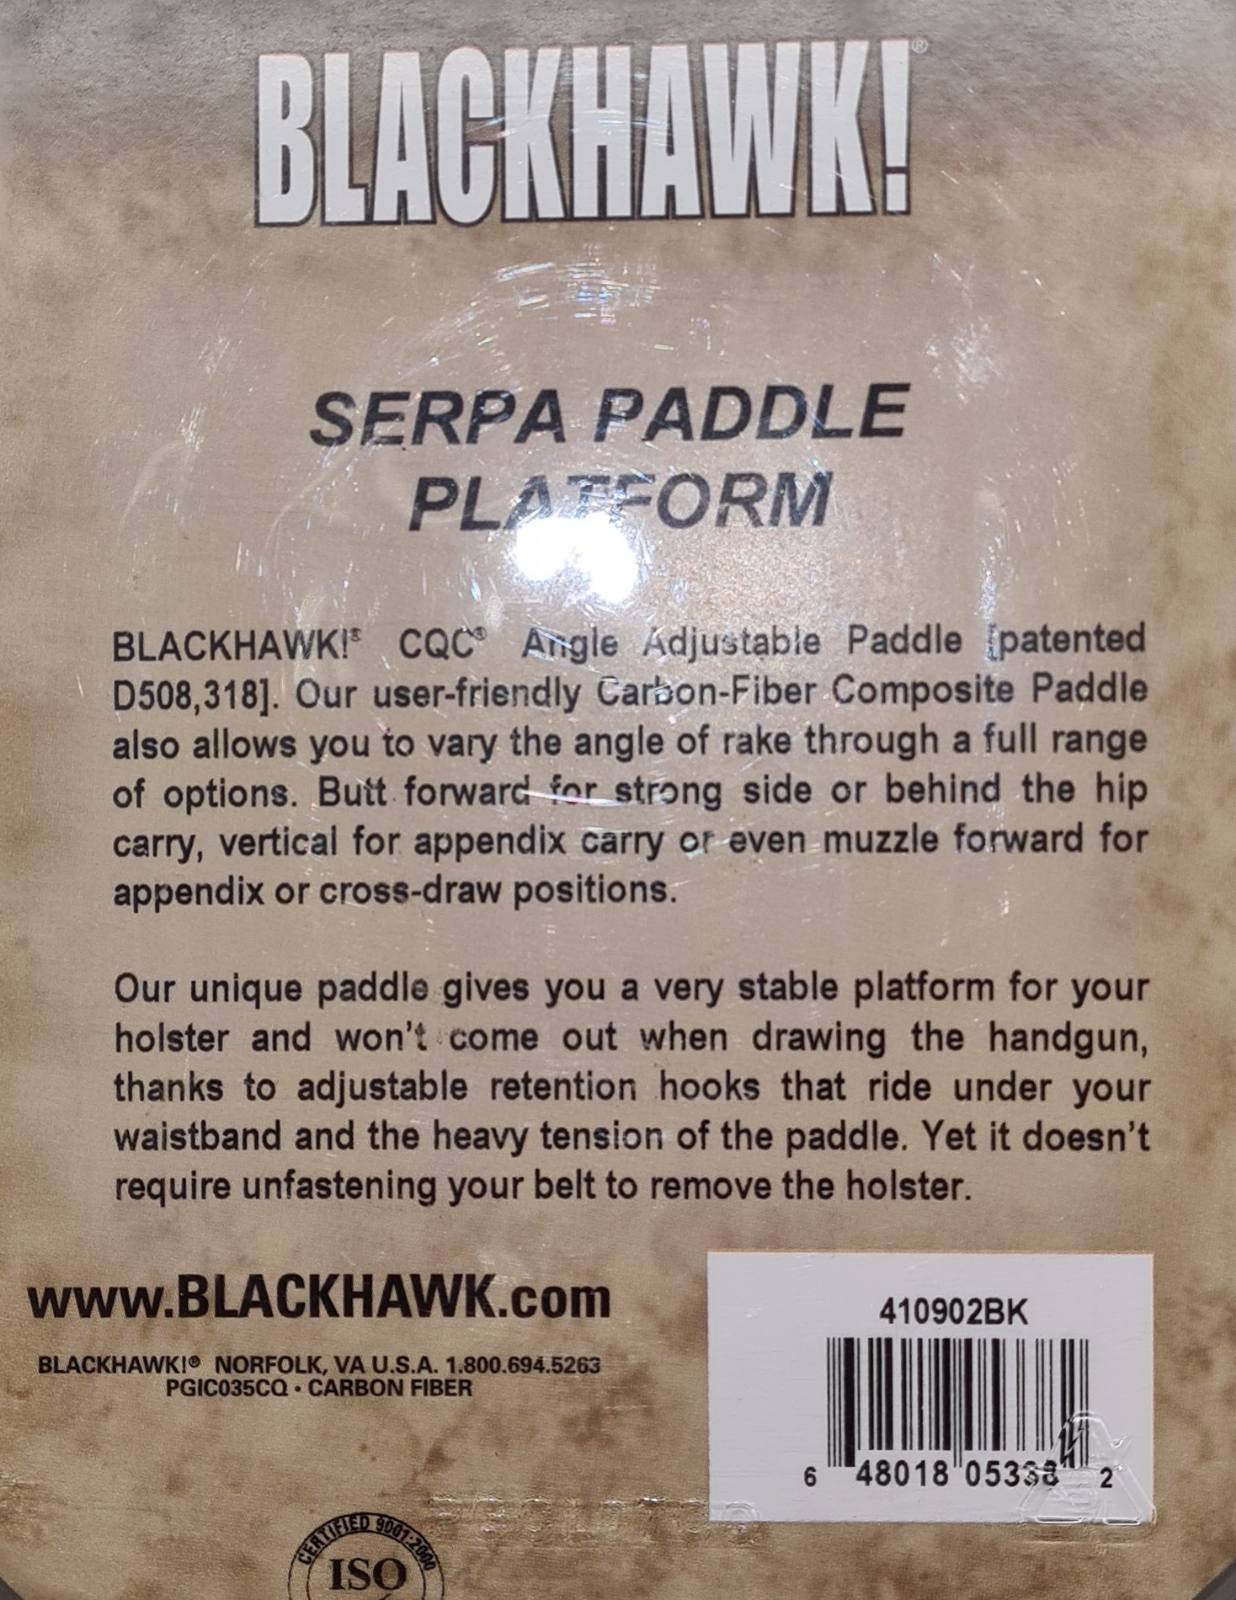 BLACKHAWK!®
SERPA PADDLE
PLATFORM
BLACKHAWK!® CQC® Angle Adjustable Paddle [patented
D508,318]. Our user-friendly Carbon-Fiber Composite Paddle
also allows you to vary the angle of rake through a full range
of options. Butt forward for strong side or behind the hip
carry, vertical for appendix carry or even muzzle forward for
appendix or cross-draw positions.
Our unique paddle gives you a very stable platform for your
holster and won't come out when drawing the handgun,
thanks to adjustable retention hooks that ride under your
waistband and the heavy tension of the paddle. Yet it doesn't
require unfastening your belt to remove the holster.
www.BLACKHAWK.com
BLACKHAWK!® NORFOLK, VA U.S.A. 1.800.694.5263
PGIC035CQ • CARBON FIBER
410902BK
6 48018 05338 2
CERTIFIED 9001:2000
ISO